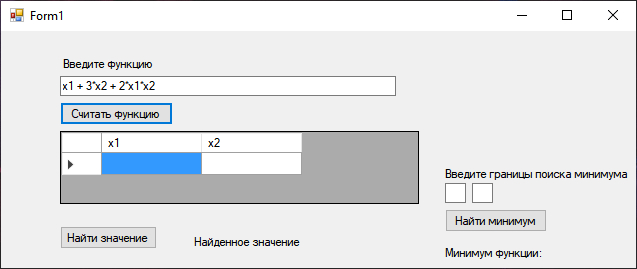 Form1
Введите функцию
x1 + 3*x2 + 2*x1*x2
Считать функцию
x1 x2
Введите границы поиска минимума
Найти минимум
Найти значение
Найденное значение
Минимум функции: